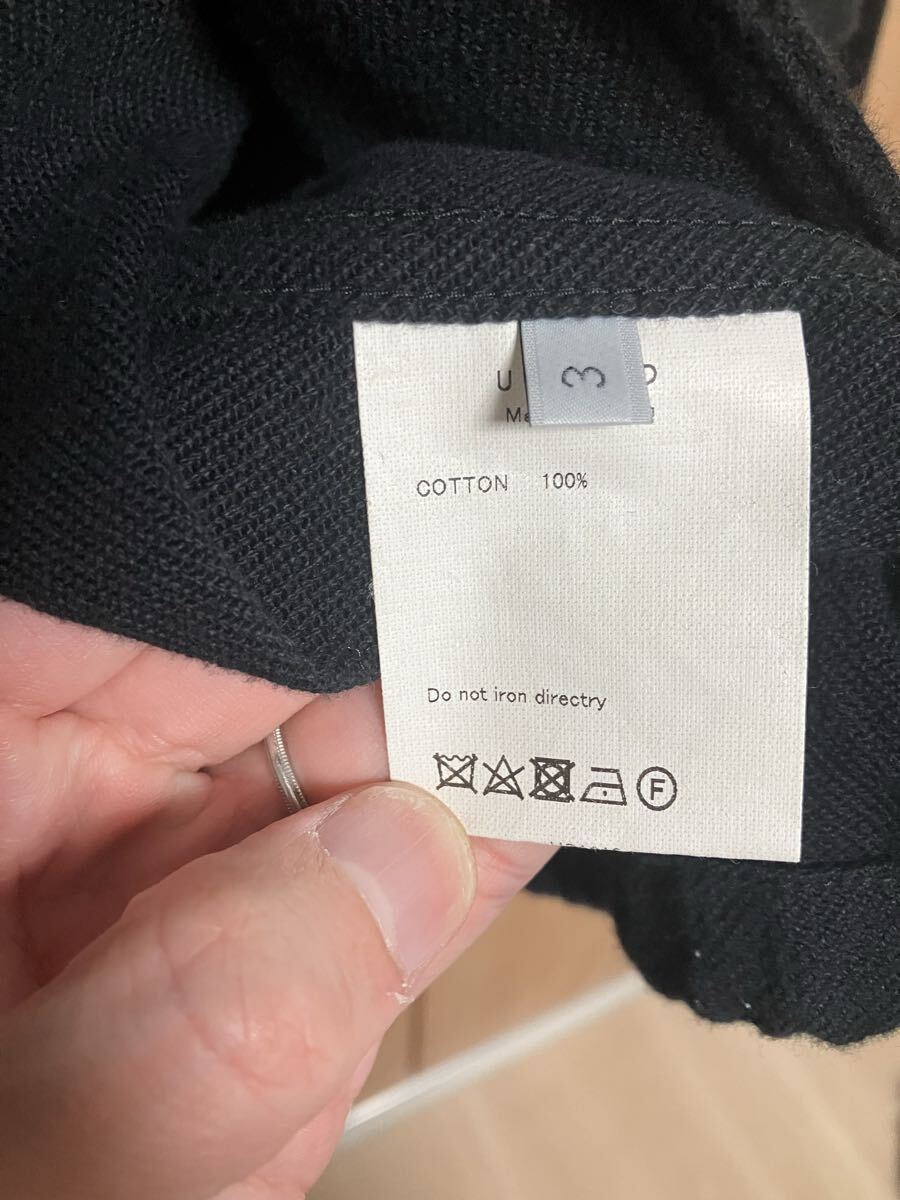 3
COTTON 100%
Do not iron directry
F